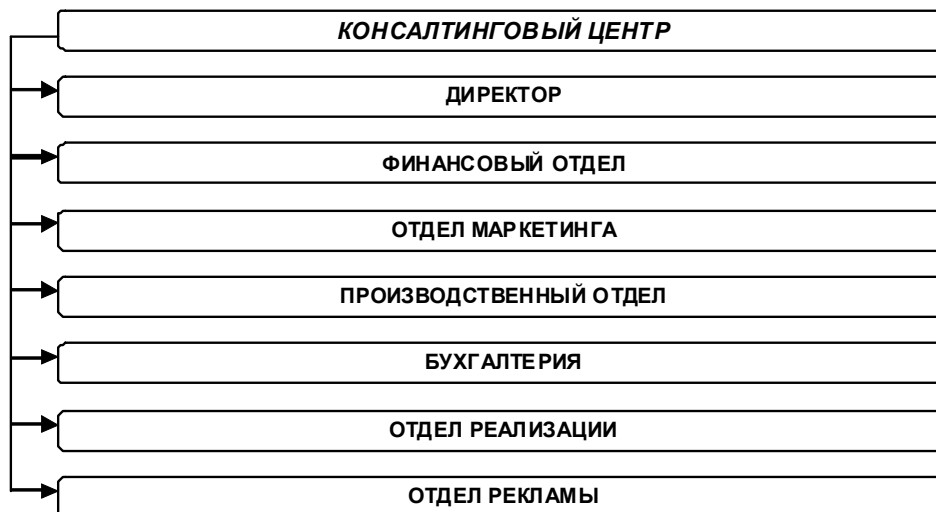 КОНСАЛТИНГОВЫЙ ЦЕНТР
ДИРЕКТОР
ФИНАНСОВЫЙ ОТДЕЛ
ОТДЕЛ МАРКЕТИНГА
ПРОИЗВОДСТВЕННЫЙ ОТДЕЛ
БУХГАЛТЕРИЯ
ОТДЕЛ РЕАЛИЗАЦИИ
ОТДЕЛ РЕКЛАМЫ